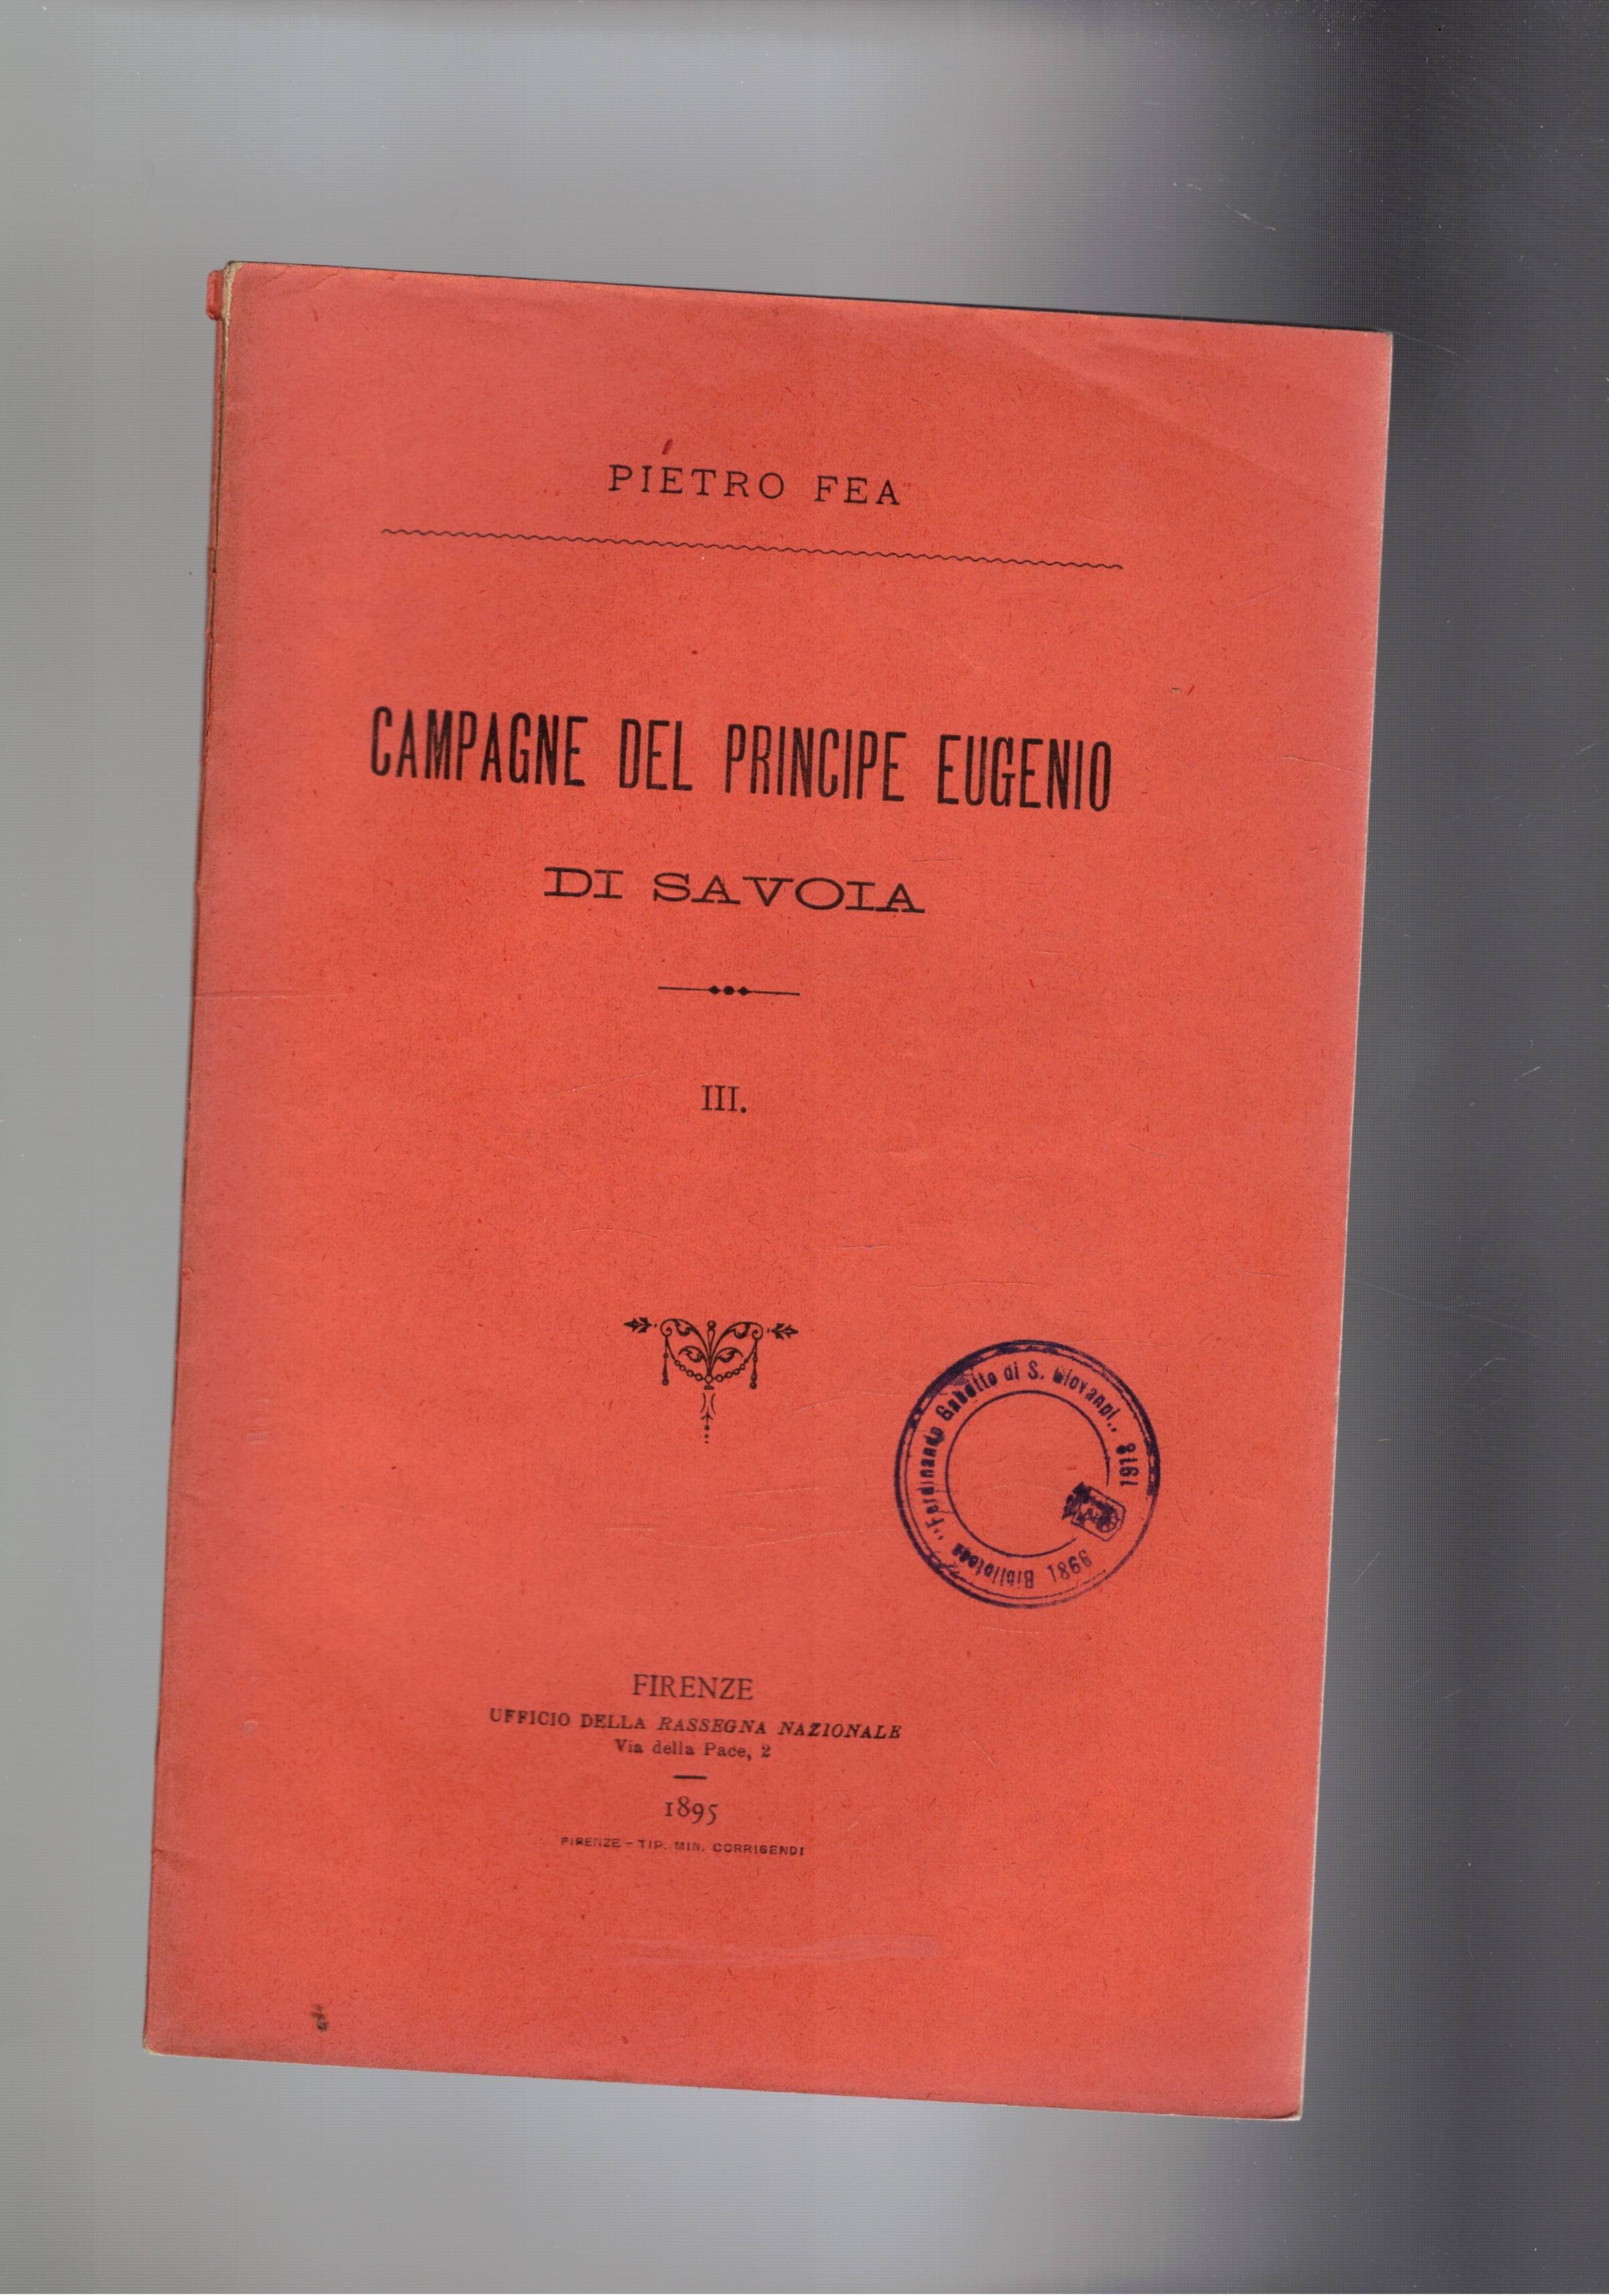 PIETRO FEA
CAMPAGNE DEL PRINCIPE EUGENIO
DI SAVOIA
III.
Biblioteca "Ferdinando Gabotto di S. Giovanni" 1918
1866
FIRENZE
UFFICIO DELLA RASSEGNA NAZIONALE
Via della Pace, 2
1895
FIRENZE - TIP. MIN. CORRIGENDI